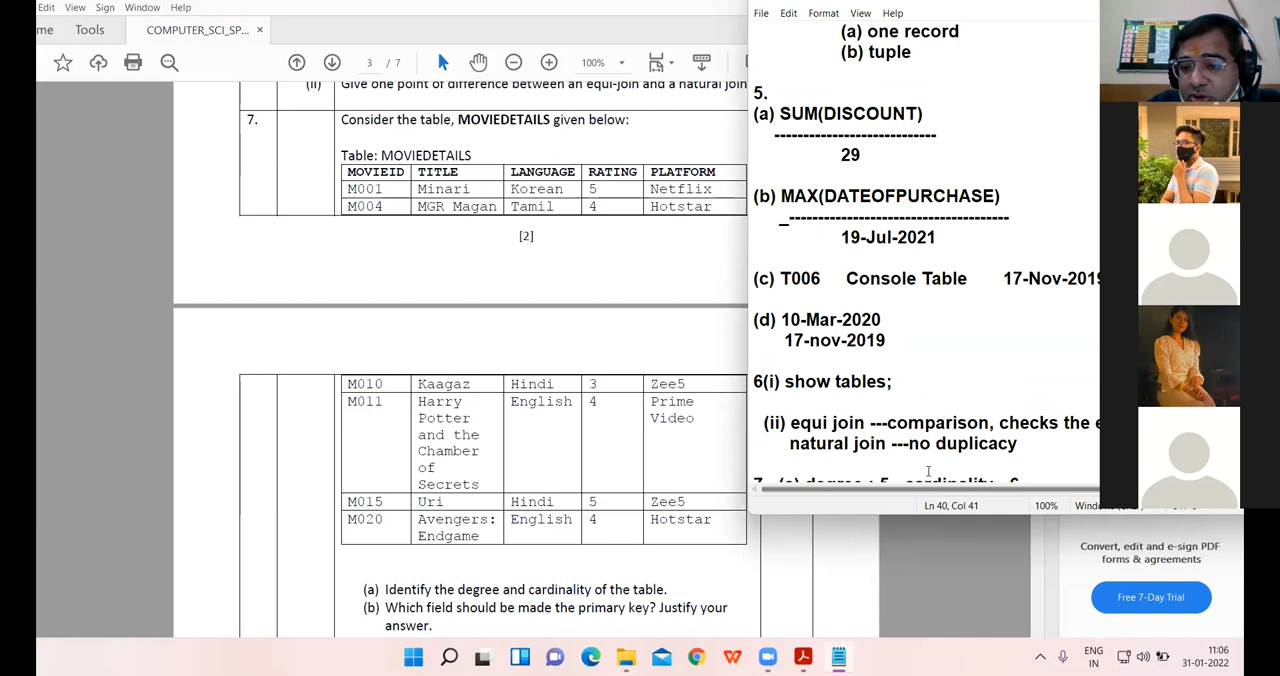 Edit View Sign Window Help
me Tools COMPUTER_SCI_SP... ×
3 / 7 100%
(ii) Give one point of difference between an equi-join and a natural join
7. Consider the table, MOVIEDETAILS given below:
Table: MOVIEDETAILS
MOVIEID TITLE LANGUAGE RATING PLATFORM
M001 Minari Korean 5 Netflix
M004 MGR Magan Tamil 4 Hotstar
[2]
M010 Kaagaz Hindi 3 Zee5
M011 Harry Potter and the Chamber of Secrets English 4 Prime Video
M015 Uri Hindi 5 Zee5
M020 Avengers: Endgame English 4 Hotstar
(a) Identify the degree and cardinality of the table.
(b) Which field should be made the primary key? Justify your
answer.
File Edit Format View Help
(a) one record
(b) tuple
5.
(a) SUM(DISCOUNT)
---------------------------
29
(b) MAX(DATEOFPURCHASE)
_--------------------------------------
19-Jul-2021
(c) T006 Console Table 17-Nov-2019
(d) 10-Mar-2020
17-nov-2019
6(i) show tables;
(ii) equi join ---comparison, checks the e
natural join ---no duplicacy
7. (a) degree : 5 cardinality 6
Ln 40, Col 41 100%
Convert, edit and e-sign PDF
forms & agreements
Free 7-Day Trial
ENG
IN
11:06
31-01-2022